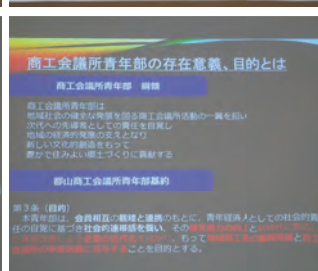 商工会議所青年部の存在意義、目的とは
商工会議所青年部　綱領
商工会議所青年部は
地域社会の健全な発展を図る商工会議所活動の一翼を担い
次代への先導者としての責任を自覚し
地域の経済的発展の支えとなり
新しい文化的創造をもって
豊かで住みよい郷土づくりに貢献する
郡山商工会議所青年部規約
第3条（目的）
本青年部は、会員相互の親睦と連携のもとに、青年経済人としての社会的責
任の自覚に基づき社会的連帯感を強い、その
もって
ことを目的とする。